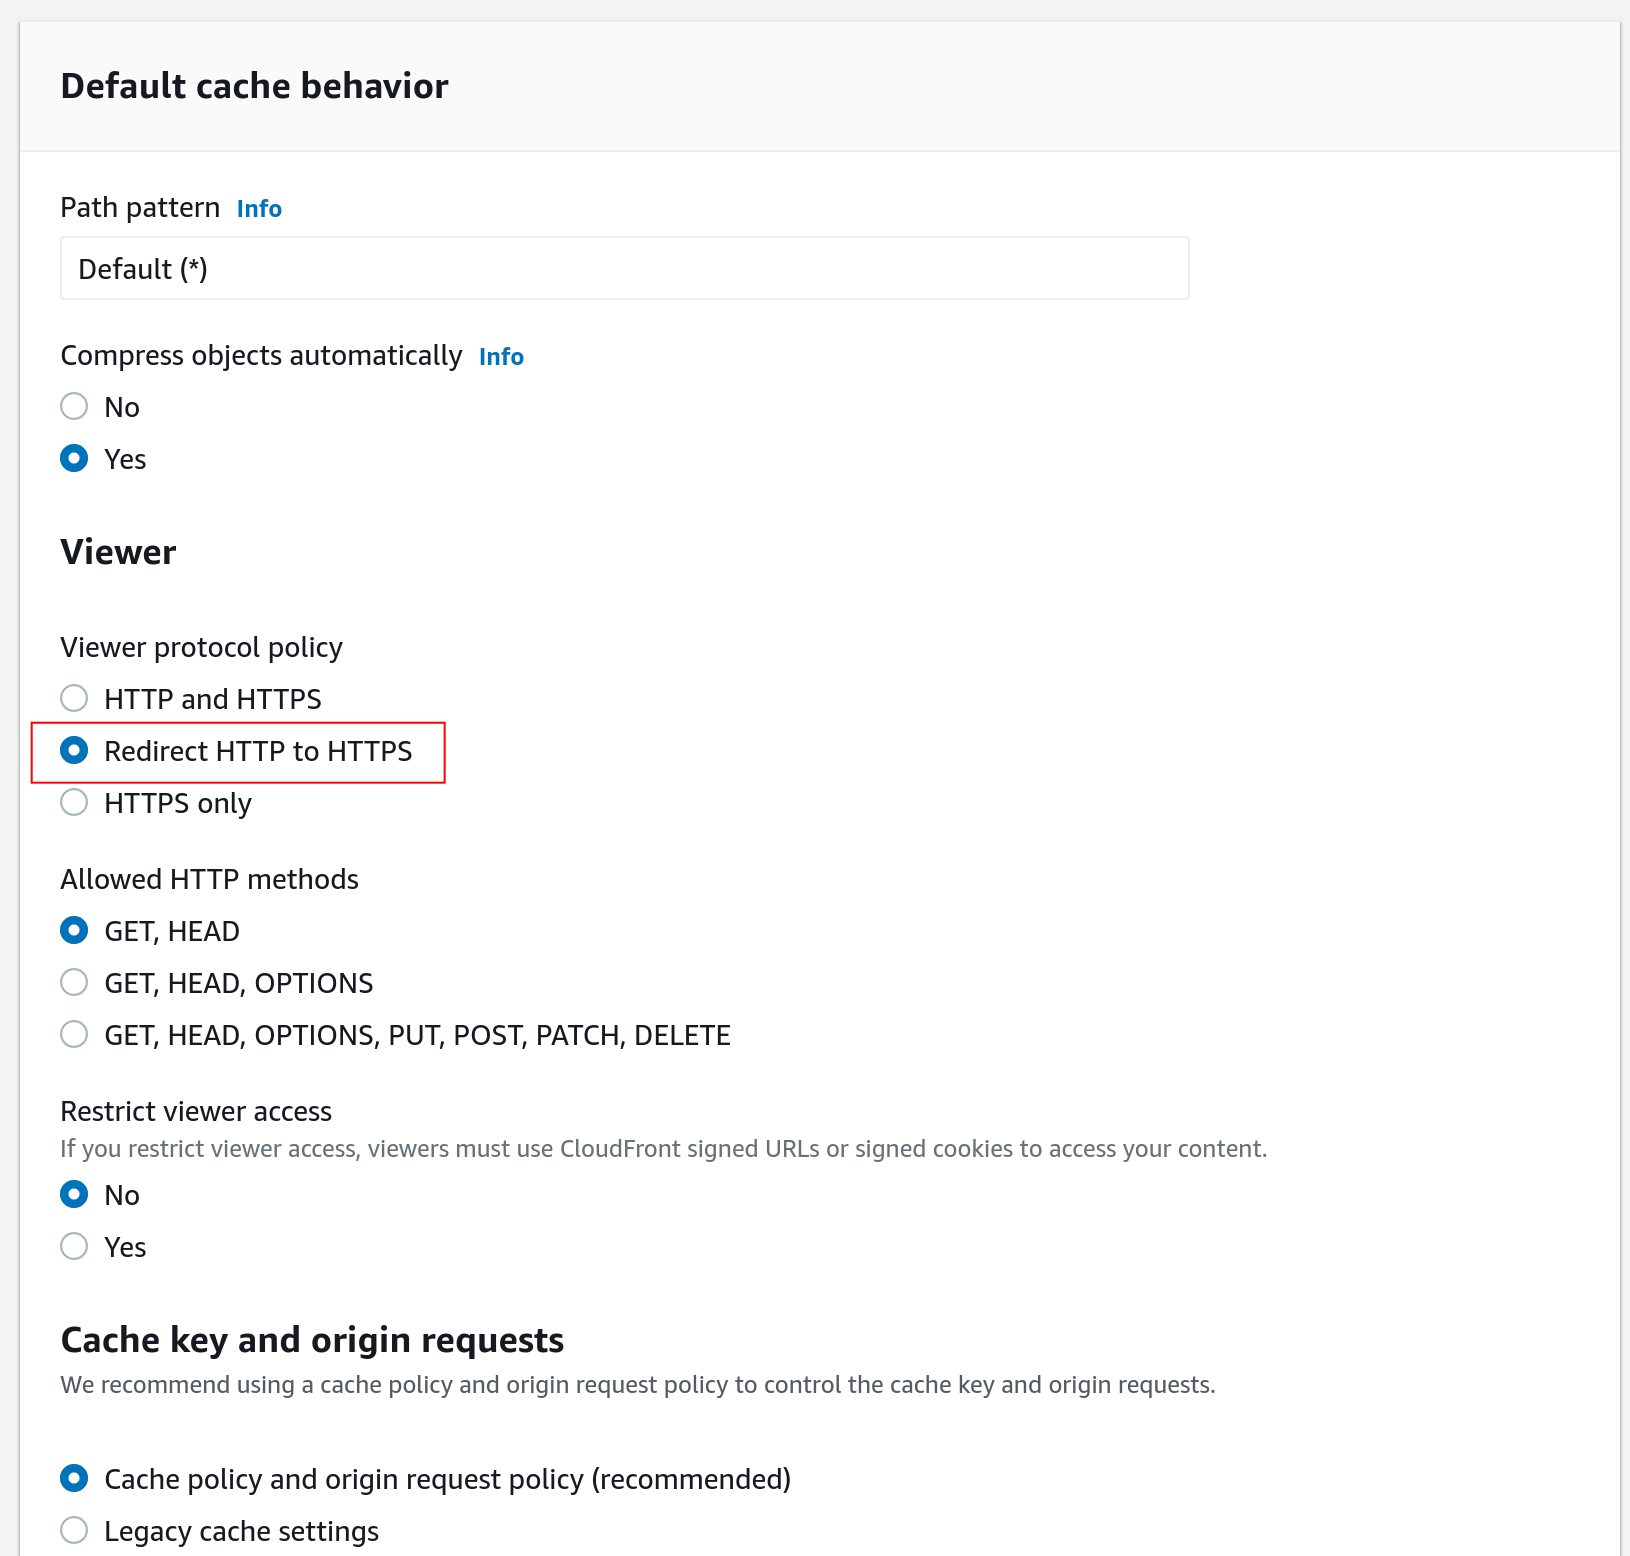 Default cache behavior
Path pattern Info
Default (*)
Compress objects automatically Info
No
Yes
Viewer
Viewer protocol policy
HTTP and HTTPS
Redirect HTTP to HTTPS
HTTPS only
Allowed HTTP methods
GET, HEAD
GET, HEAD, OPTIONS
GET, HEAD, OPTIONS, PUT, POST, PATCH, DELETE
Restrict viewer access
If you restrict viewer access, viewers must use CloudFront signed URLs or signed cookies to access your content.
No
Yes
Cache key and origin requests
We recommend using a cache policy and origin request policy to control the cache key and origin requests.
Cache policy and origin request policy (recommended)
Legacy cache settings